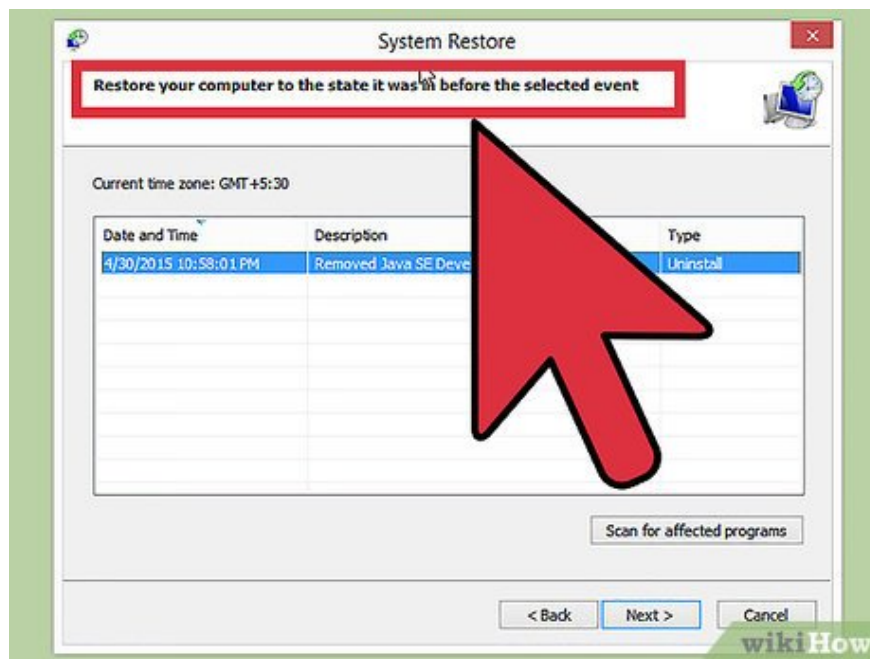 System Restore
Restore your computer to the state it was in before the selected event
Current time zone: GMT+5:30
Date and Time Description Type
4/30/2015 10:58:01 PM Removed Java SE Deve Uninstall
Scan for affected programs
< Back Next > Cancel
wikiHow